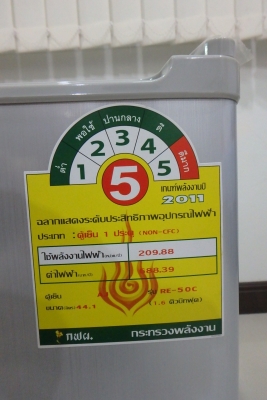 ต่ำ พอใช้ ปานกลาง ดี ดีมาก
1 2 3 4 5
5
เกณฑ์พลังงานปี
2011
ฉลากแสดงระดับประสิทธิภาพอุปกรณ์ไฟฟ้า
ประเภท : ตู้เย็น 1 ประตู (NON-CFC)
ใช้พลังงานไฟฟ้า 209.88
ค่าไฟฟ้า 688.39
ตู้เย็น รุ่น RE-50C
ขนาด 44.1 (1.6 คิวบิกฟุต)
กฟผ. กระทรวงพลังงาน